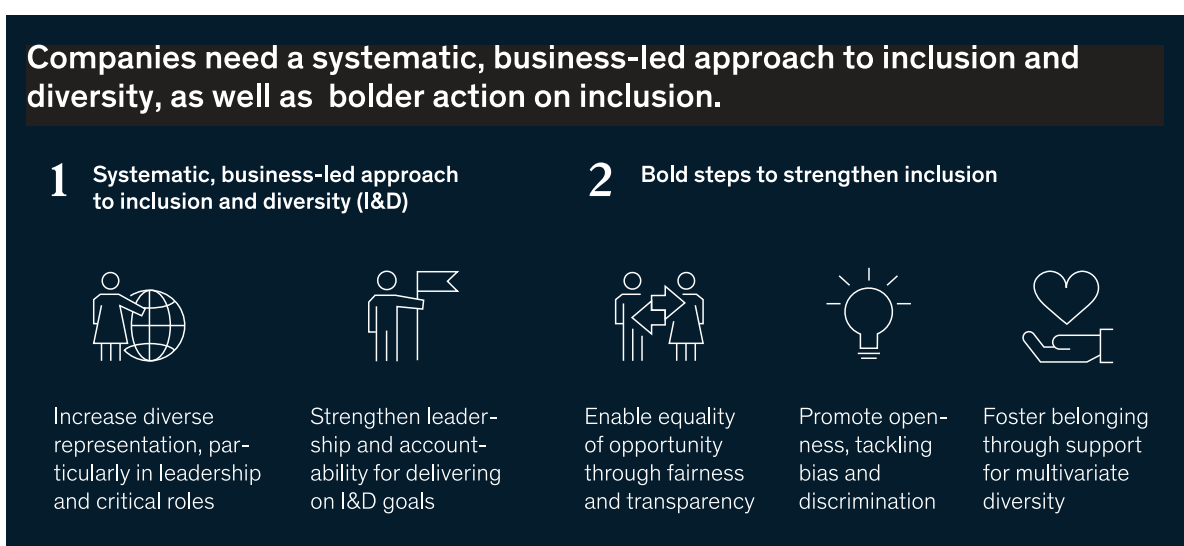 Companies need a systematic, business-led approach to inclusion and
diversity, as well as bolder action on inclusion.
1
Systematic, business-led approach
to inclusion and diversity (I&D)
Increase diverse
representation, par-
ticularly in leadership
and critical roles
Strengthen leader-
ship and account-
ability for delivering
on I&D goals
2
Bold steps to strengthen inclusion
Enable equality
of opportunity
through fairness
and transparency
Promote open-
ness, tackling
bias and
discrimination
Foster belonging
through support
for multivariate
diversity